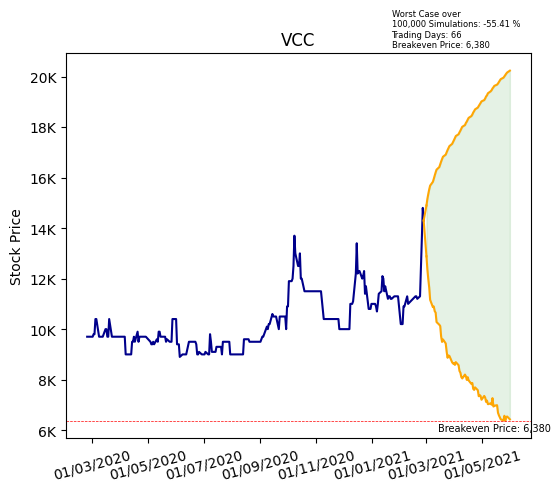 Worst Case over
100,000 Simulations: -55.41 %
Trading Days: 66
Breakeven Price: 6,380
VCC
Stock Price
20K
18K
16K
14K
12K
10K
8K
6K
Breakeven Price: 6,380
01/03/2020
01/05/2020
01/07/2020
01/09/2020
01/11/2020
01/01/2021
01/03/2021
01/05/2021